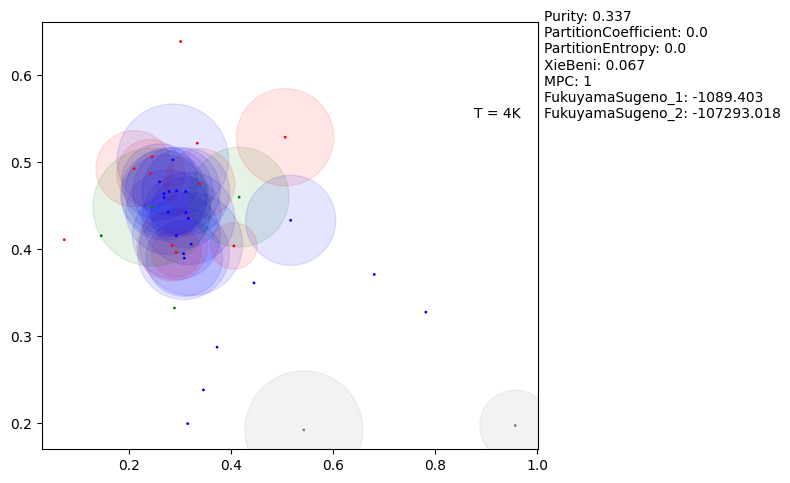 Purity: 0.337
PartitionCoefficient: 0.0
PartitionEntropy: 0.0
XieBeni: 0.067
MPC: 1
FukuyamaSugeno_1: -1089.403
FukuyamaSugeno_2: -107293.018
T = 4K
0.6
0.5
0.4
0.3
0.2
0.2
0.4
0.6
0.8
1.0